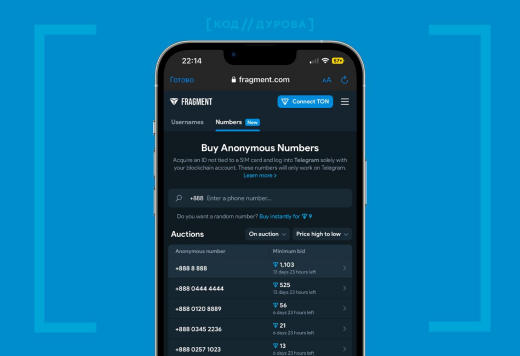 [КОД//ДУРОВА]
22:14
Готово
fragment.com
AA
FRAGMENT
Connect TON
Usernames
Numbers New
Buy Anonymous Numbers
Acquire an ID not tied to a SIM card and log into Telegram solely with
your blockchain account. These numbers will only work on Telegram.
Learn more >
+888 Enter a phone number...
Do you want a random number? Buy instantly for 9
Auctions
On auction
Price high to low
Anonymous number
Minimum bid
+888 8 888
1,103
13 days 23 hours left
+888 0444 4444
525
13 days 23 hours left
+888 0120 8889
56
6 days 23 hours left
+888 0345 2236
21
6 days 23 hours left
+888 0257 1023
13
6 days 23 hours left